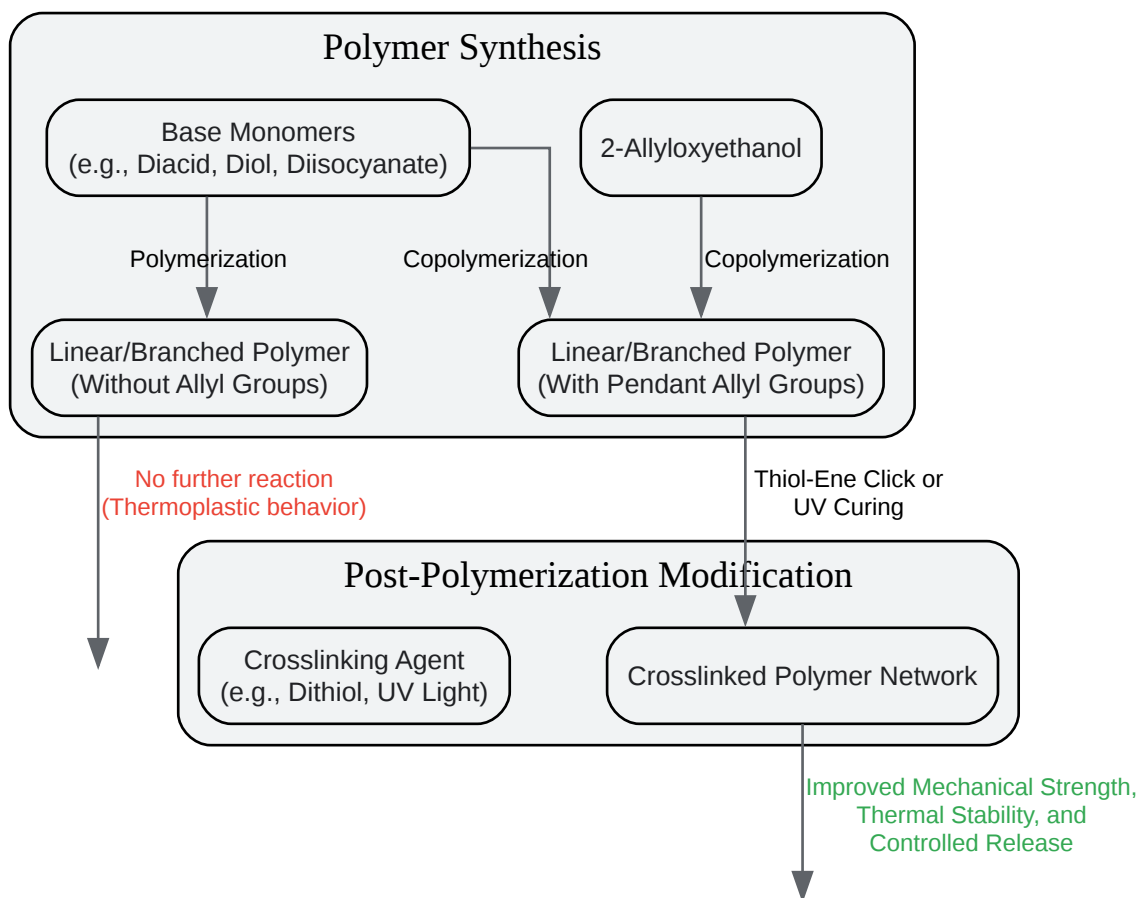 Polymer Synthesis
Base Monomers
(e.g., Diacid, Diol, Diisocyanate)
2-Allyloxyethanol
Polymerization
Copolymerization
Copolymerization
Linear/Branched Polymer
(Without Allyl Groups)
Linear/Branched Polymer
(With Pendant Allyl Groups)
No further reaction
(Thermoplastic behavior)
Thiol-Ene Click or
UV Curing
Post-Polymerization Modification
Crosslinking Agent
(e.g., Dithiol, UV Light)
Crosslinked Polymer Network
Improved Mechanical Strength,
Thermal Stability, and
Controlled Release